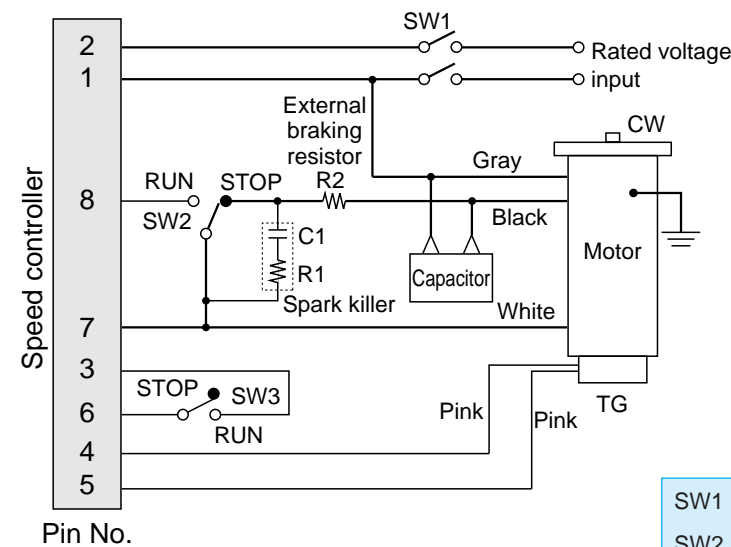 SW1
2
Rated voltage
1
input
External
braking
resistor
CW
Gray
RUN
STOP
R2
8
SW2
Black
C1
Motor
R1
Capacitor
Spark killer
White
7
Speed controller
3
STOP
SW3
6
RUN
Pink
Pink
TG
4
5
SW1
SW2
Pin No.